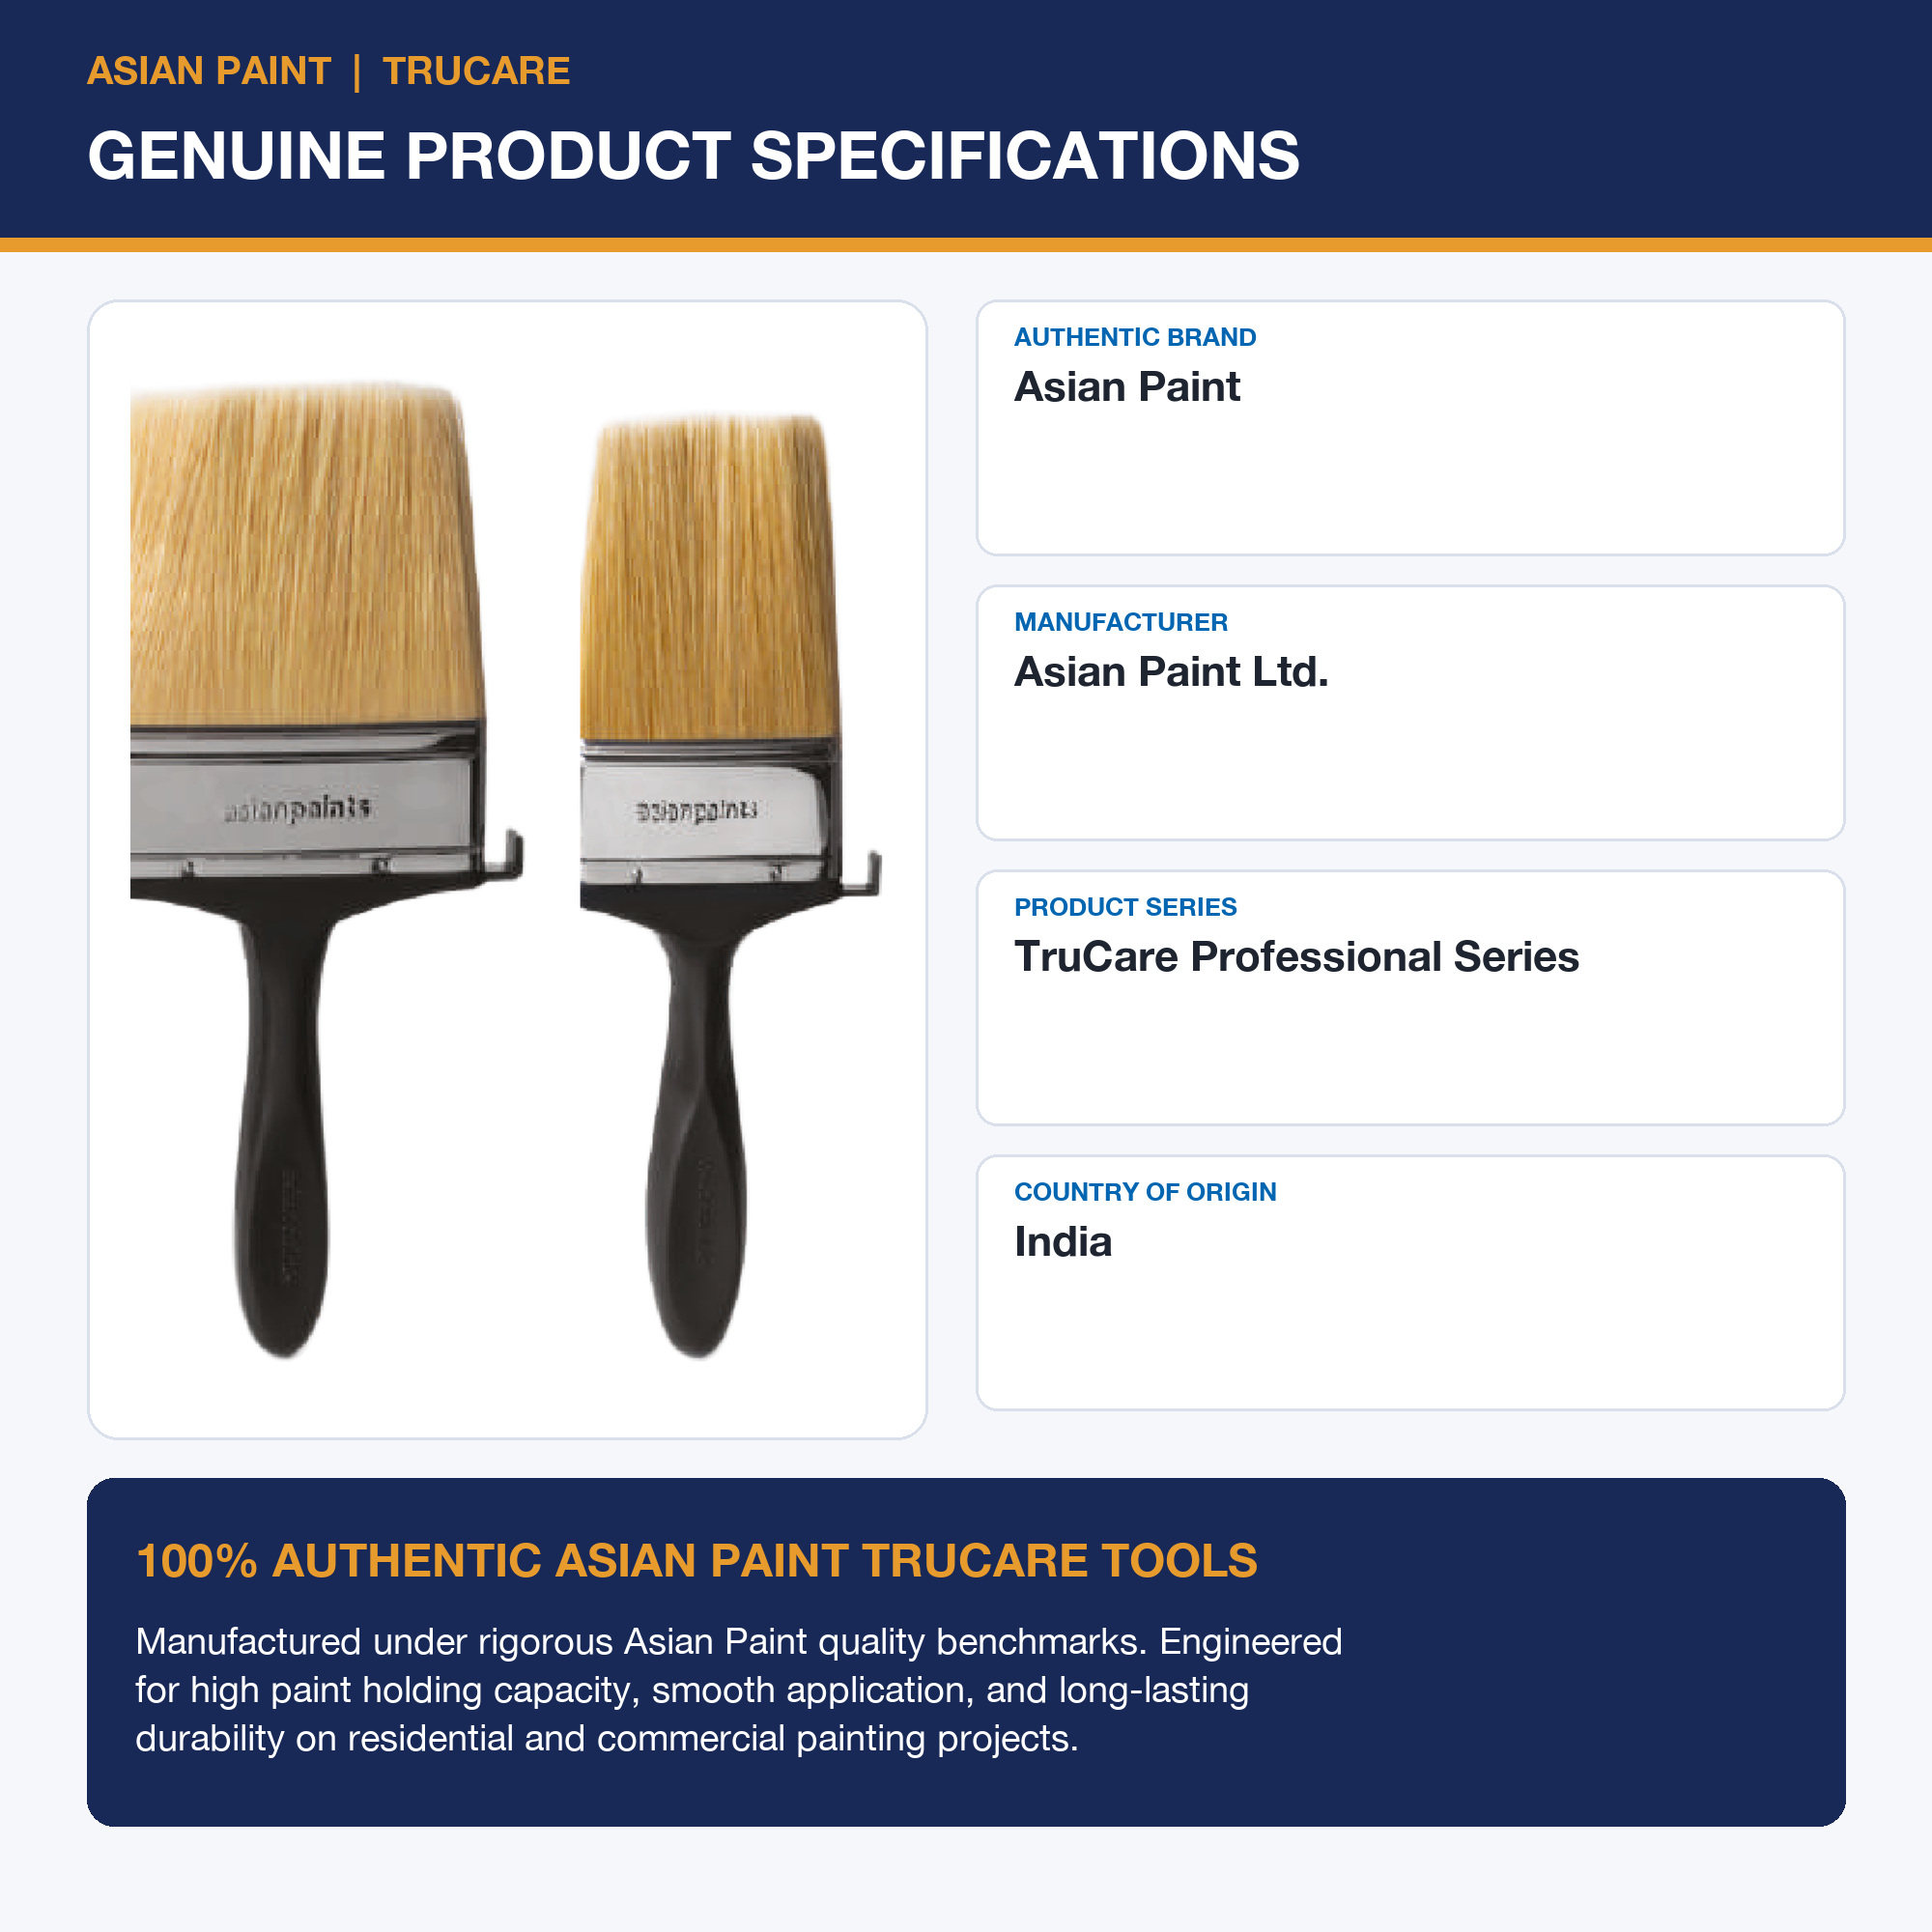 ASIAN PAINT | TRUCARE
GENUINE PRODUCT SPECIFICATIONS
asianpaints
asianpaints
AUTHENTIC BRAND
Asian Paint
MANUFACTURER
Asian Paint Ltd.
PRODUCT SERIES
TruCare Professional Series
COUNTRY OF ORIGIN
India
100% AUTHENTIC ASIAN PAINT TRUCARE TOOLS
Manufactured under rigorous Asian Paint quality benchmarks. Engineered
for high paint holding capacity, smooth application, and long-lasting
durability on residential and commercial painting projects.